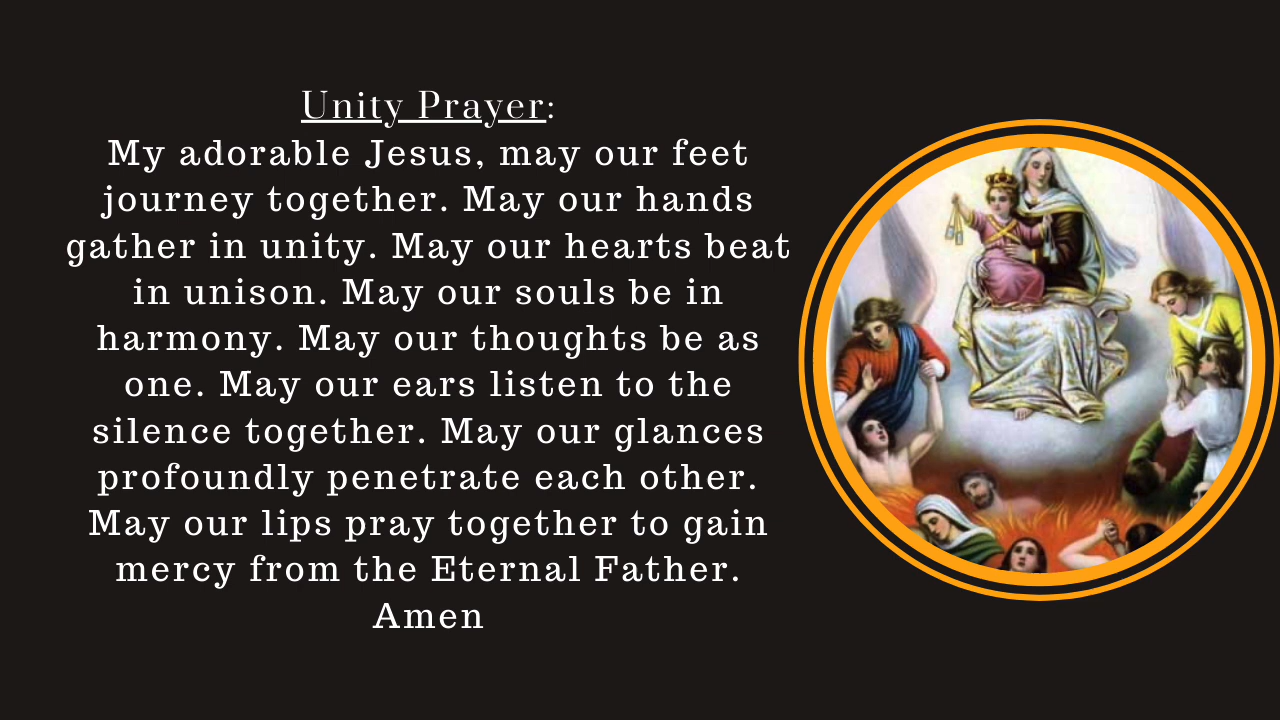 Unity Prayer:
My adorable Jesus, may our feet
journey together. May our hands
gather in unity. May our hearts beat
in unison. May our souls be in
harmony. May our thoughts be as
one. May our ears listen to the
silence together. May our glances
profoundly penetrate each other.
May our lips pray together to gain
mercy from the Eternal Father.
Amen